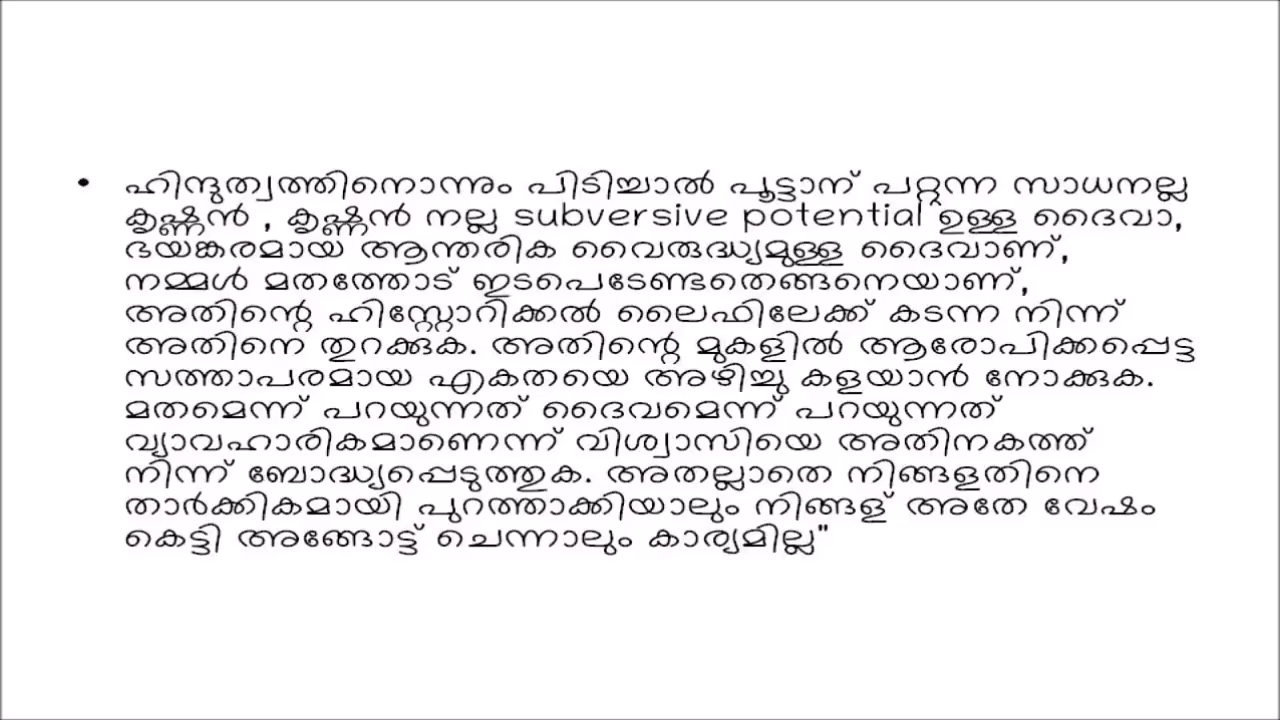 • ഹിന്ദുത്വത്തിനൊന്നും പിടിച്ചാൽ പൂട്ടാന് പറ്റുന്ന സാധനല്ല
കൃഷ്ണൻ , കൃഷ്ണൻ നല്ല subversive potential ഉള്ള ദൈവാ,
ഭയങ്കരമായ ആന്തരിക വൈരുദ്ധ്യമുള്ള ദൈവാണ്,
നമ്മൾ മതത്തോട് ഇടപെടേണ്ടതെങ്ങനെയാണ്,
അതിന്റെ ഹിസ്റ്റോറിക്കൽ ലൈഫിലേക്ക് കടന്ന നിന്ന്
അതിനെ തുറക്കുക. അതിന്റെ മുകളിൽ ആരോപിക്കപ്പെട്ട
സത്താപരമായ എകതയെ അഴിച്ചു കളയാൻ നോക്കുക.
മതമെന്ന് പറയുന്നത് ദൈവമെന്ന് പറയുന്നത്
വ്യാവഹാരികമാണെന്ന് വിശ്വാസിയെ അതിനകത്ത്
നിന്ന് ബോദ്ധ്യപ്പെടുത്തുക. അതല്ലാതെ നിങ്ങളതിനെ
താർക്കികമായി പുറത്താക്കിയാലും നിങ്ങള് അതേ വേഷം
കെട്ടി അങ്ങോട്ട് ചെന്നാലും കാര്യമില്ല"